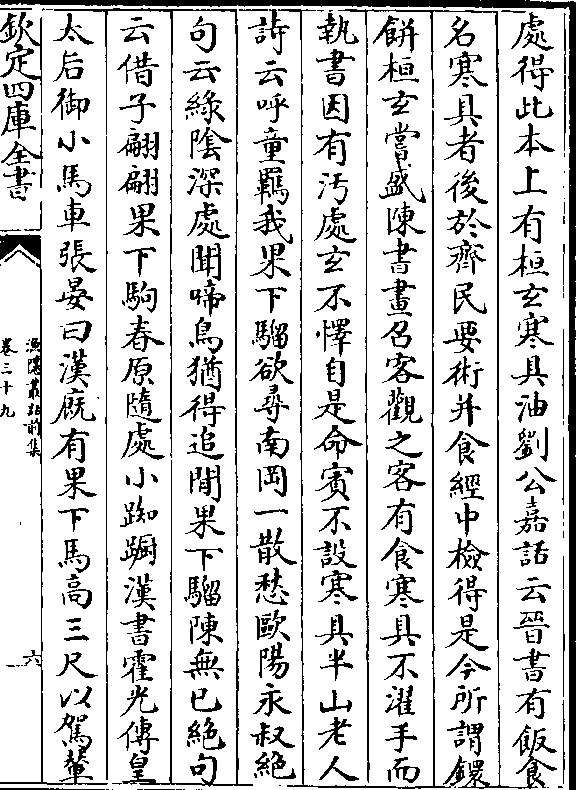 處得此本上有桓玄寒具油劉公嘉話云晉書有飯食
名寒具者後於齊民要術并食經中檢得是今所謂鐶
餅桓玄嘗盛陳書畫召客觀之客有食寒具不濯手而
執書因有汚處玄不懌自是命賓不設寒具半山老人
詩云呼童羈我果下騮欲尋南岡一散愁歐陽永叔絶
句云綠陰深處聞啼鳥猶得追閒果下騮陳無已絶句
云借子翩翩果下駒春原隨處小踟蹰漢書霍光傳皇
太后御小馬車張晏曰漢廐有果下馬高三尺以駕輦
欽定四庫全書
漁隱叢話前集
卷三十九
六